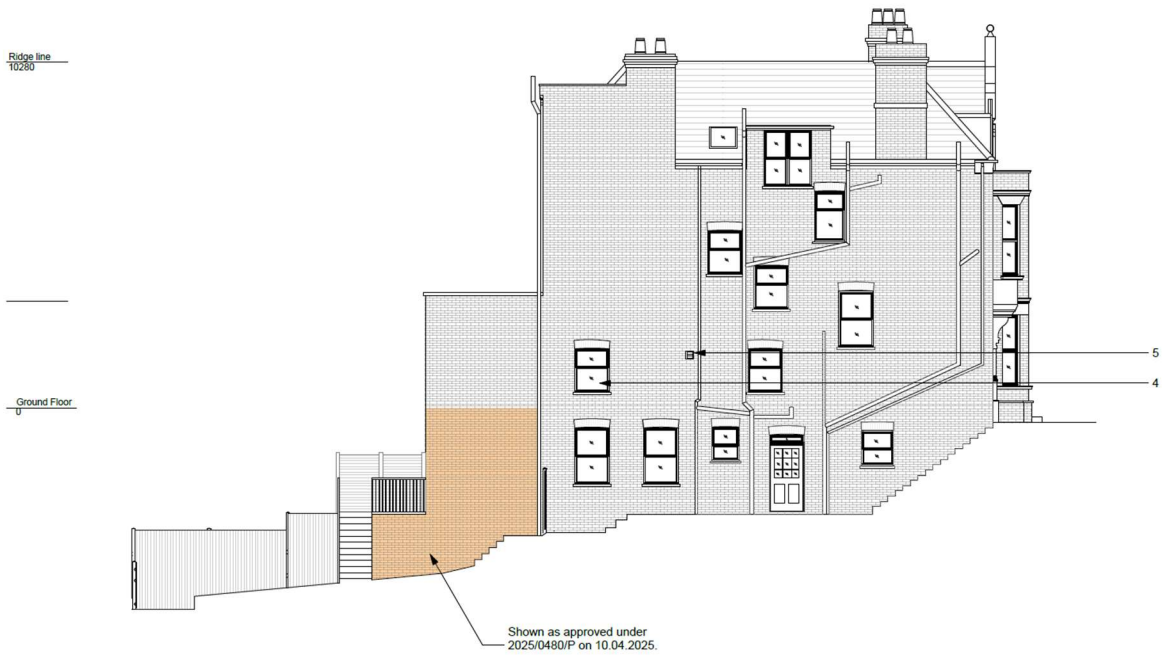 Ridge line
10280
5
4
Ground Floor
0
Shown as approved under
2025/0480/P on 10.04.2025.